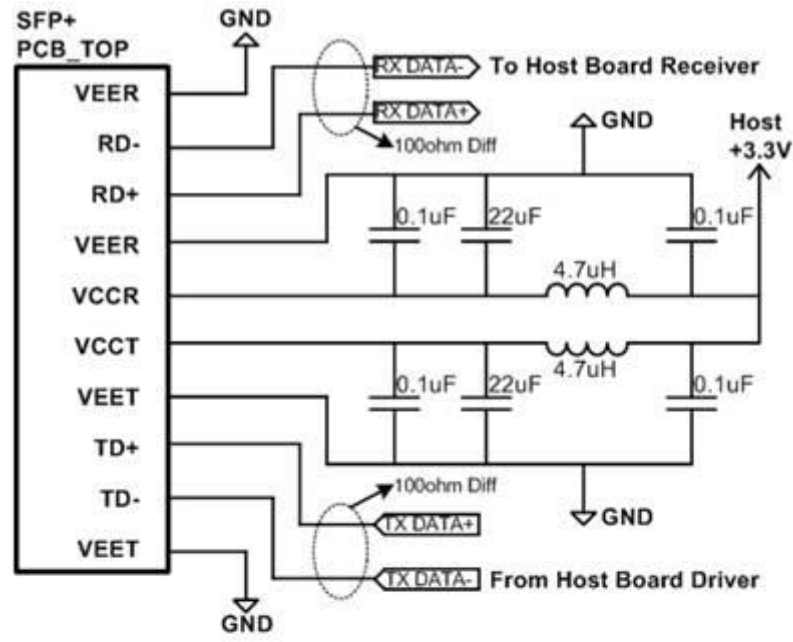 SFP+
PCB_TOP
GND
VEER
RX DATA-
To Host Board Receiver
RD-
RX DATA+
100ohm Diff
GND
Host
+3.3V
RD+
VEER
0.1uF
22uF
0.1uF
4.7uH
VCCR
VCCT
4.7uH
0.1uF
22uF
0.1uF
VEET
TD+
100ohm Diff
TD-
TX DATA+
GND
VEET
TX DATA-
From Host Board Driver
GND